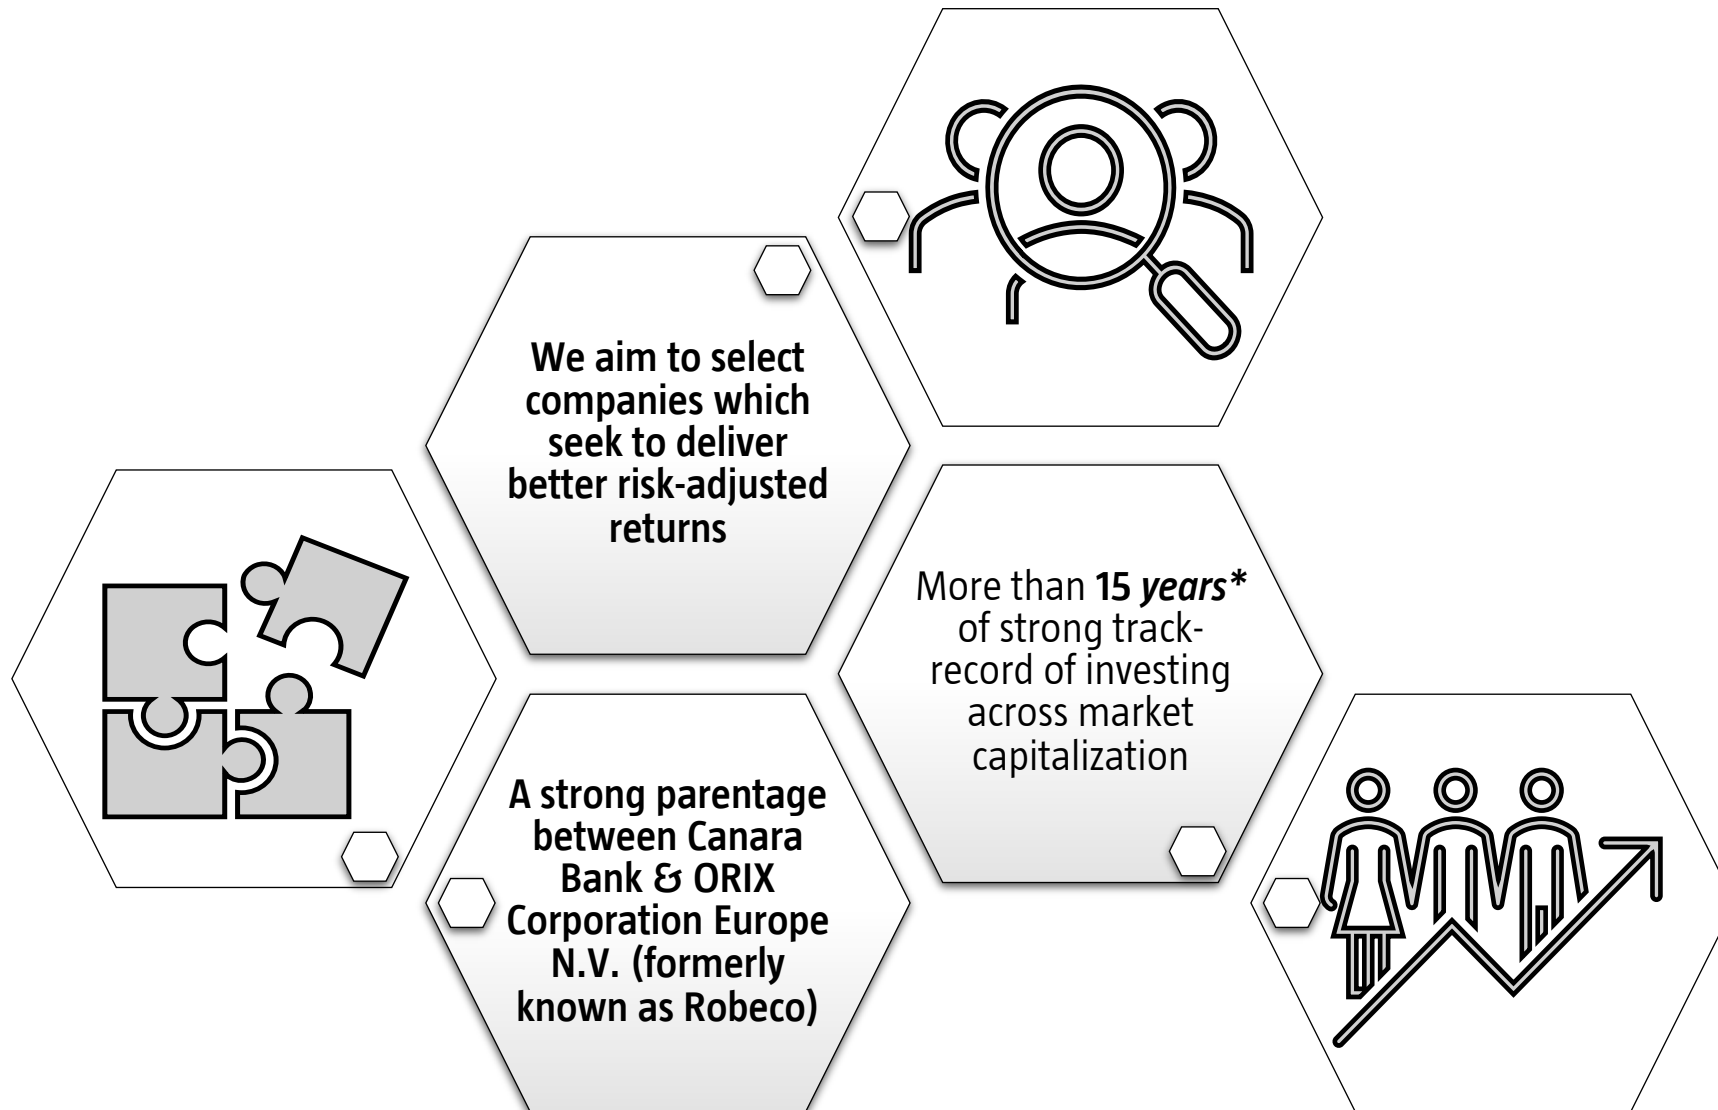 We aim to select
companies which
seek to deliver
better risk-adjusted
returns
More than 15 years*
of strong track-
record of investing
across market
capitalization
A strong parentage
between Canara
Bank & ORIX
Corporation Europe
N.V. (formerly
known as Robeco)